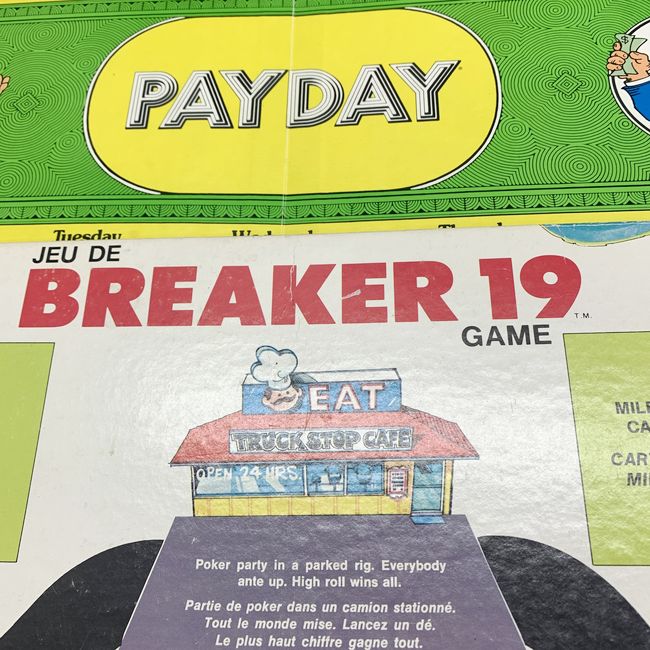 PAYDAY
Tuesday
JEU DE
BREAKER 19 T.M.
GAME
EAT
TRUCK STOP CAFE
OPEN 24 HRS.
Poker party in a parked rig. Everybody
ante up. High roll wins all.
Partie de poker dans un camion stationné.
Tout le monde mise. Lancez un dé.
Le plus haut chiffre gagne tout.